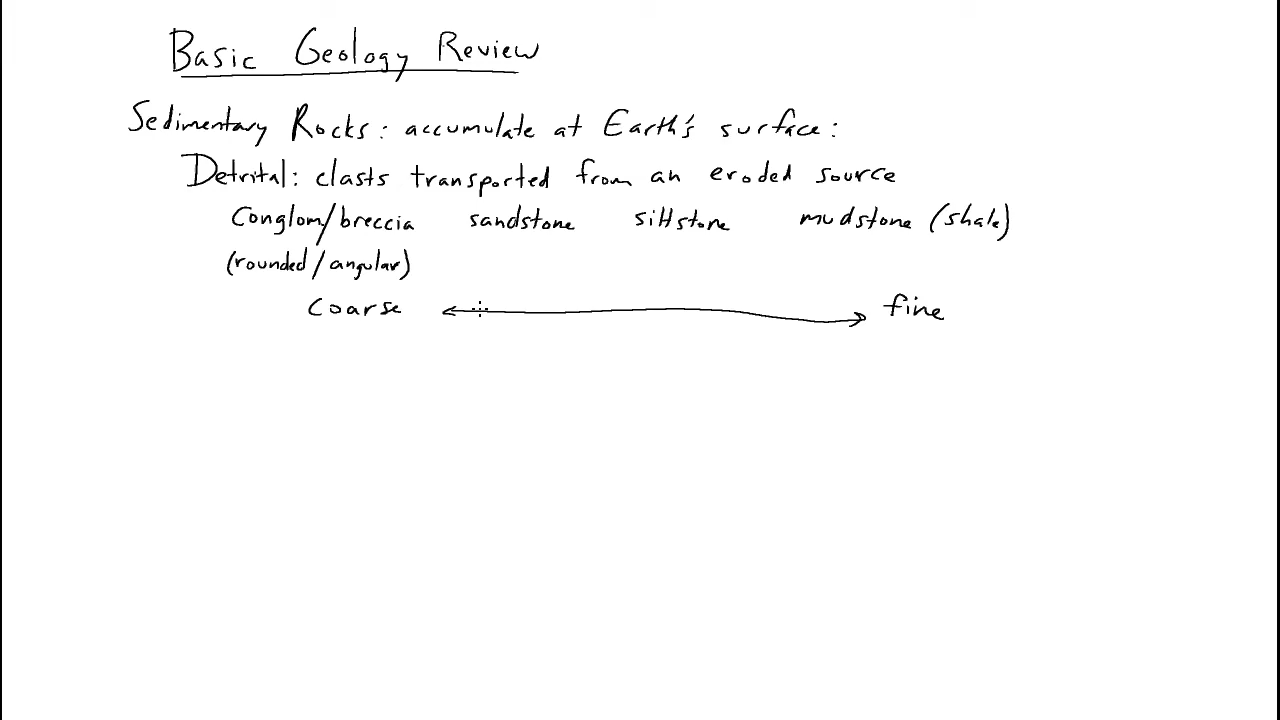 Basic Geology Review
Sedimentary Rocks: accumulate at Earth's surface:
Detrital: clasts transported from an eroded source
Conglom/breccia sandstone siltstone mudstone (shale)
(rounded/angular)
coarse fine